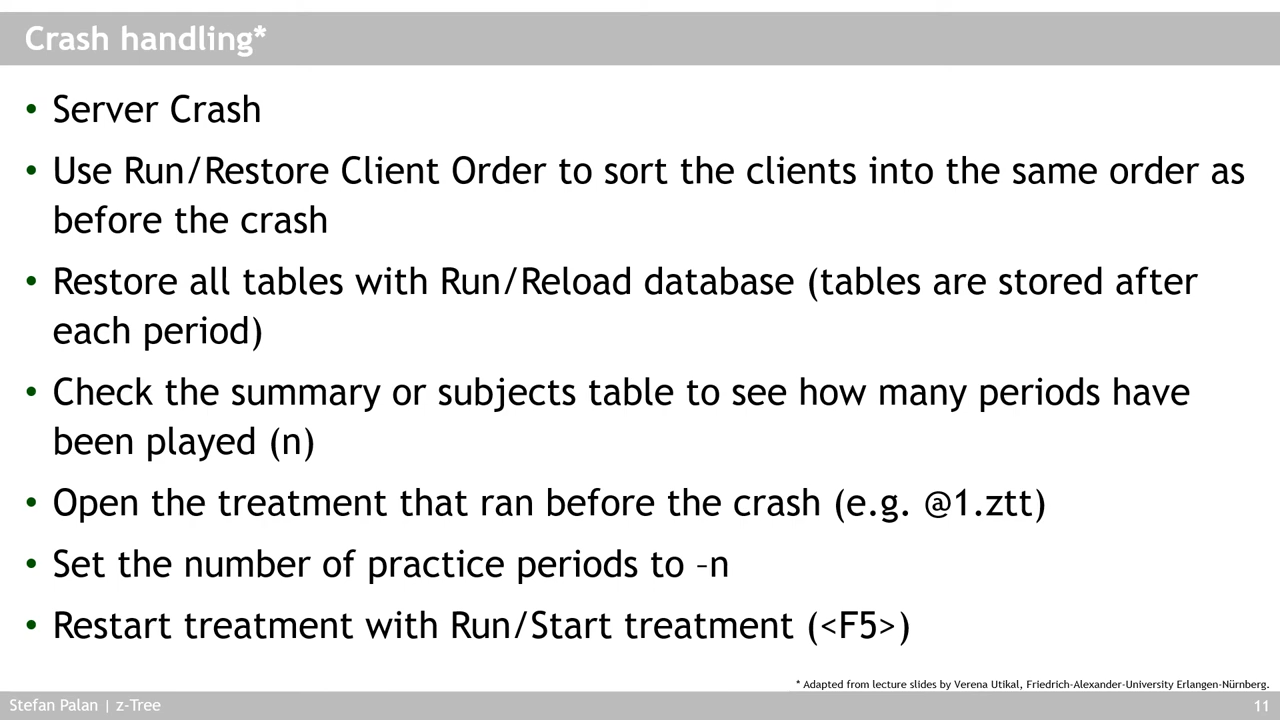 Crash handling*
• Server Crash
• Use Run/Restore Client Order to sort the clients into the same order as
before the crash
• Restore all tables with Run/Reload database (tables are stored after
each period)
• Check the summary or subjects table to see how many periods have
been played (n)
• Open the treatment that ran before the crash (e.g. @1.ztt)
• Set the number of practice periods to –n
• Restart treatment with Run/Start treatment (<F5>)
* Adapted from lecture slides by Verena Utikal, Friedrich-Alexander-University Erlangen-Nürnberg.
Stefan Palan | z-Tree
11